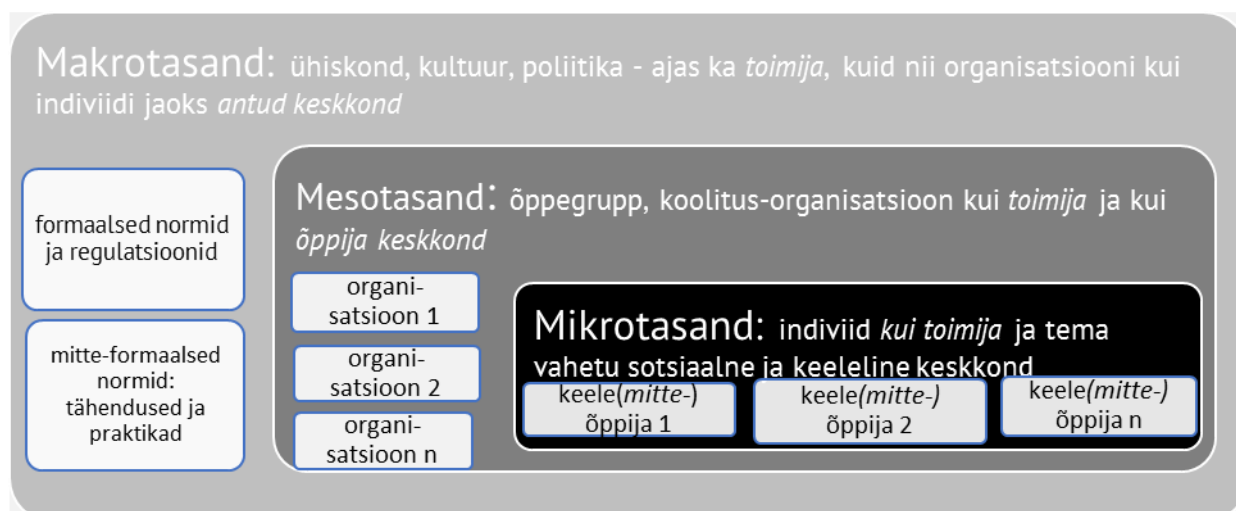 Makrotasand: ühiskond, kultuur, poliitika - ajas ka toimija, kuid nii organisatsiooni kui
indiviidi jaoks antud keskkond
formaalsed normid
ja regulatsioonid
mitte-formaalsed
normid:
tähendused ja
praktikad
Mesotasand: õppegrupp, koolitus-organisatsioon kui toimija ja kui
õppija keskkond
organi-
satsioon 1
organi-
satsioon 2
organi-
satsioon n
Mikrotasand: indiviid kui toimija ja tema
vahetu sotsiaalne ja keeleline keskkond
keele(mitte-)
õppija 1
keele(mitte-)
õppija 2
keele(mitte-)
õppija n